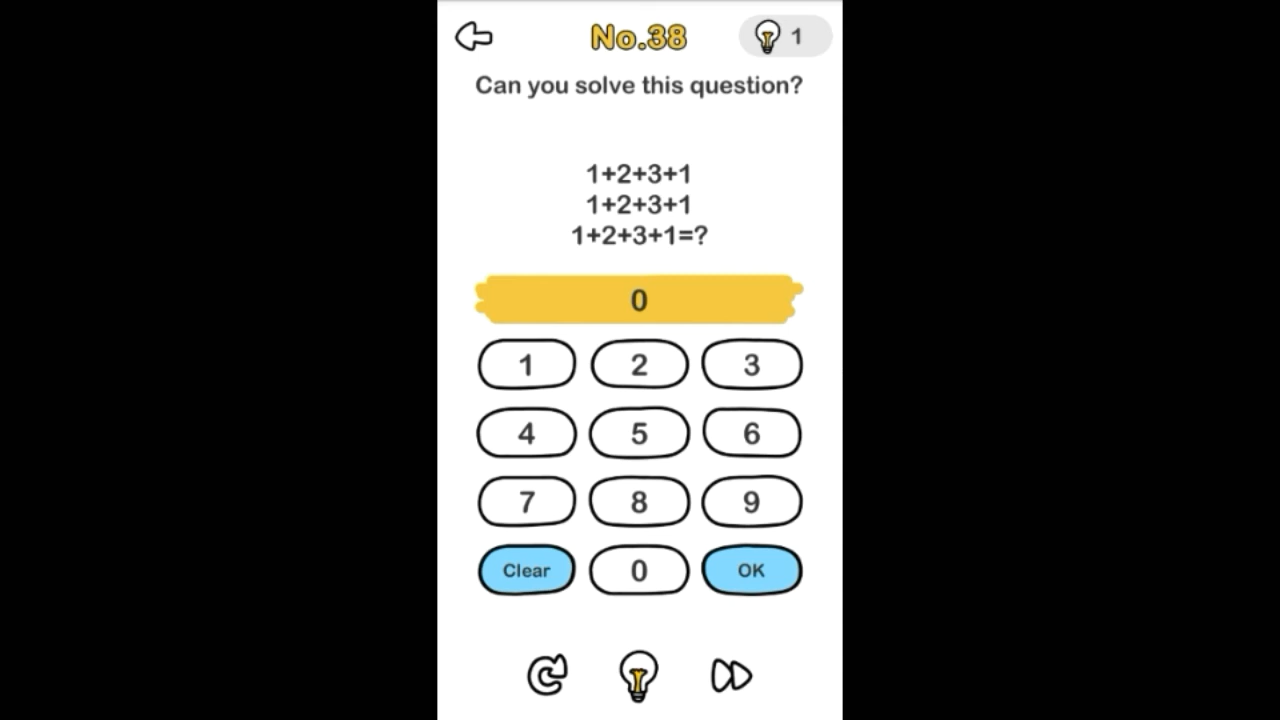 No.38
1
Can you solve this question?
1+2+3+1
1+2+3+1
1+2+3+1=?
0
1 2 3
4 5 6
7 8 9
Clear 0 OK